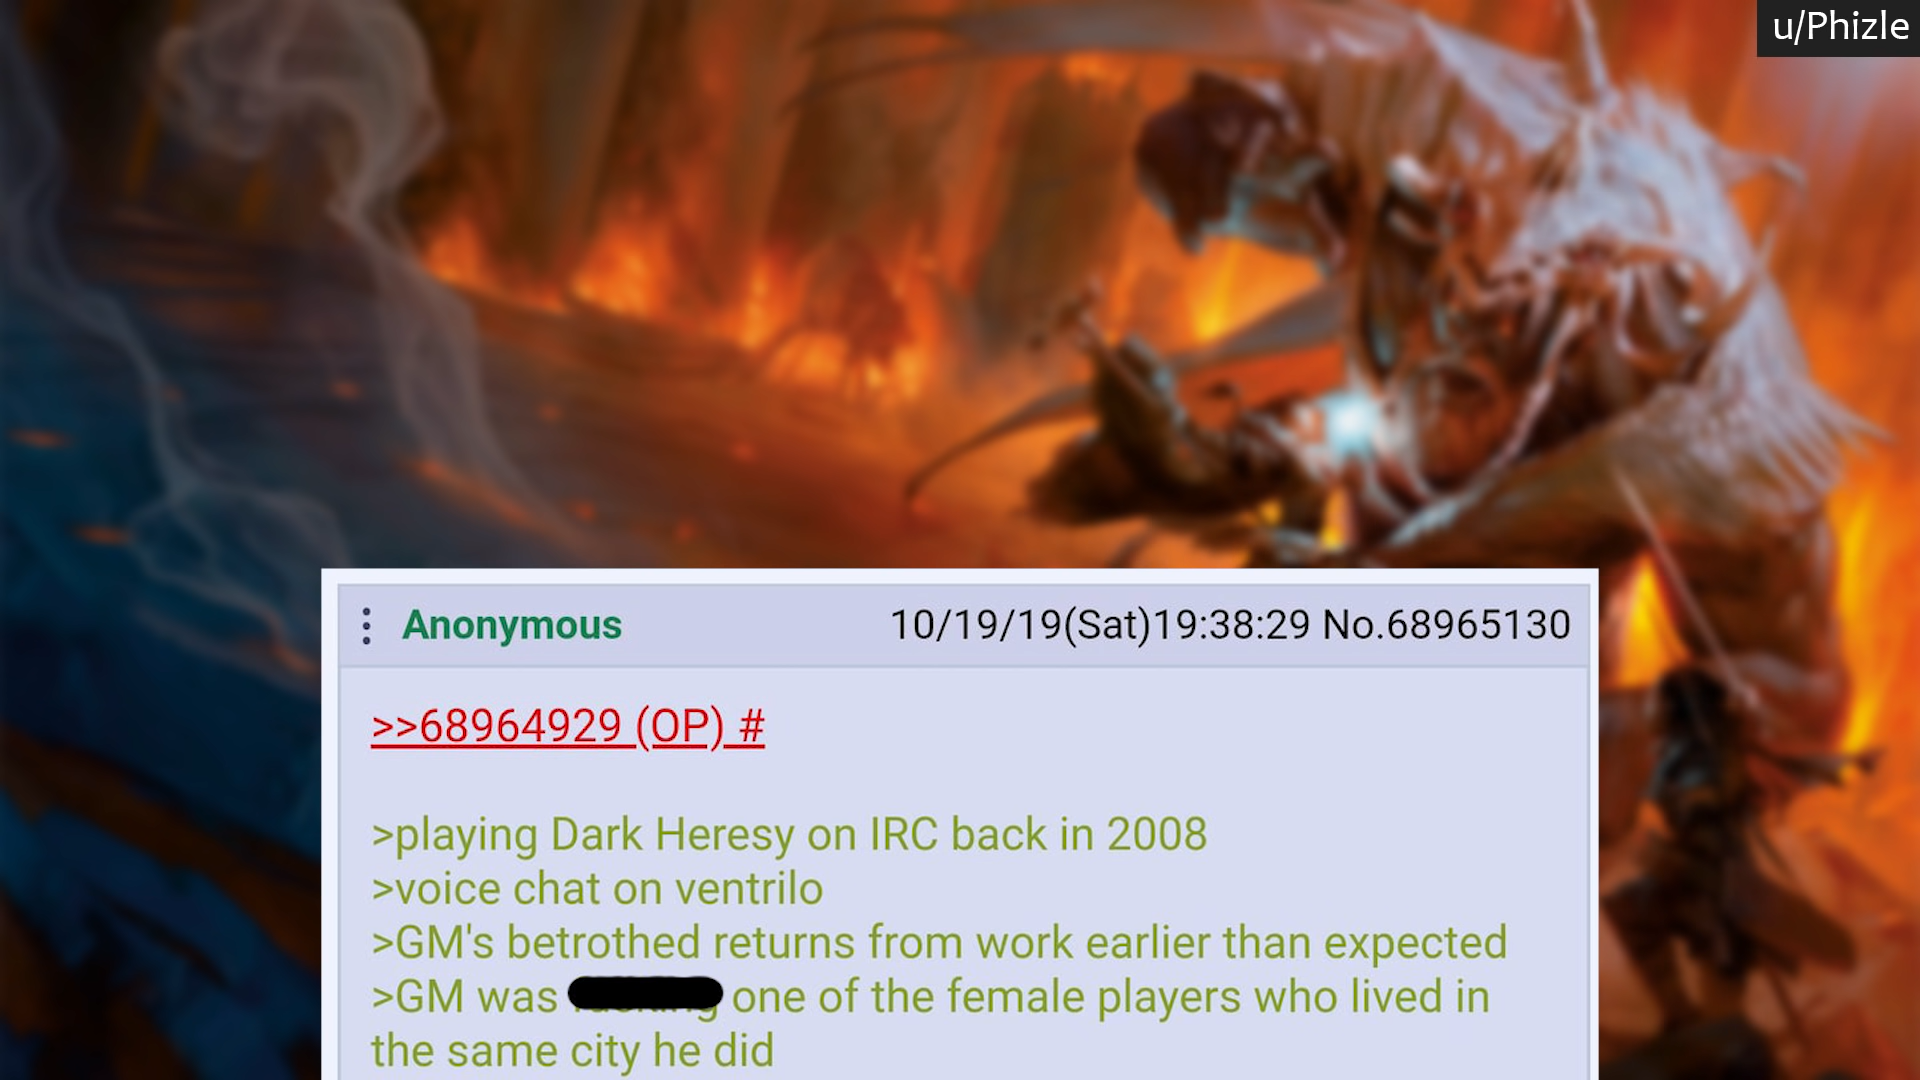 u/Phizle
Anonymous 10/19/19(Sat)19:38:29 No.68965130
>>68964929 (OP) #
>playing Dark Heresy on IRC back in 2008
>voice chat on ventrilo
>GM's betrothed returns from work earlier than expected
>GM was one of the female players who lived in
the same city he did